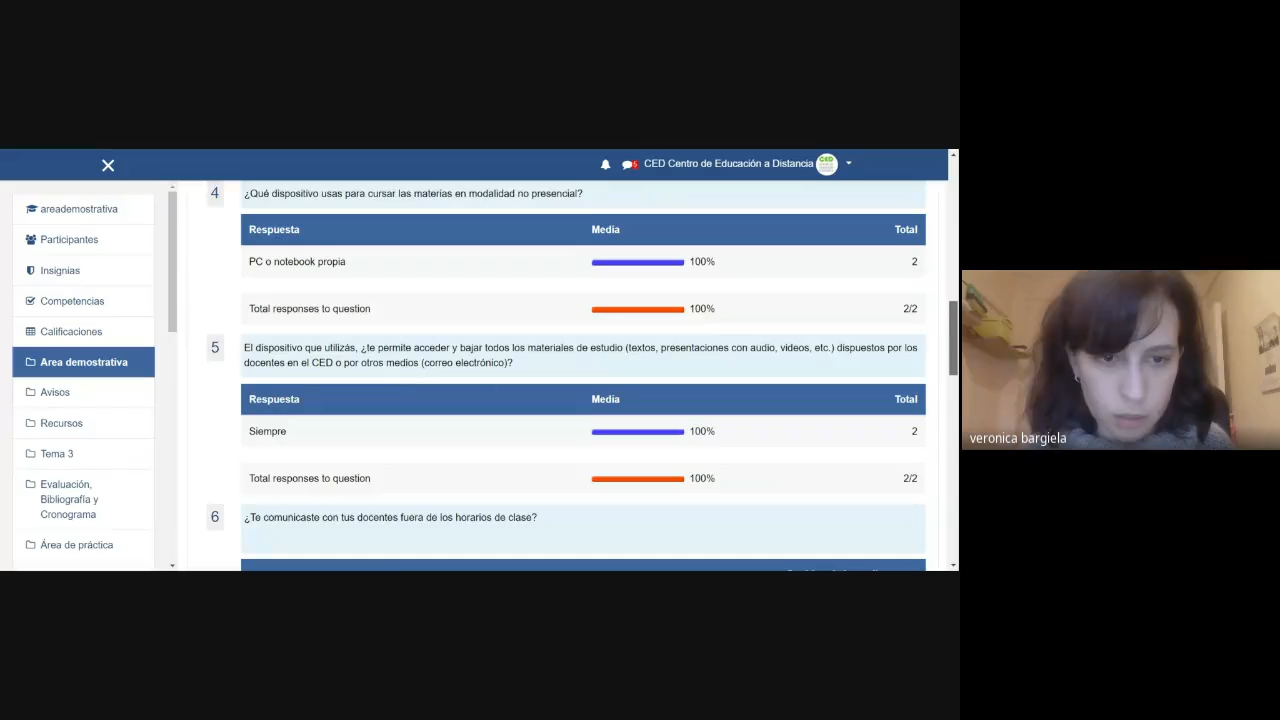 CED Centro de Educación a Distancia
5
areademostrativa
Participantes
Insignias
Competencias
Calificaciones
Area demostrativa
Avisos
Recursos
Tema 3
Evaluación,
Bibliografía y
Cronograma
Área de práctica
4
¿Qué dispositivo usas para cursar las materias en modalidad no presencial?
Respuesta Media Total
PC o notebook propia 100% 2
Total responses to question 100% 2/2
5
El dispositivo que utilizás, ¿te permite acceder y bajar todos los materiales de estudio (textos, presentaciones con audio, videos, etc.) dispuestos por los
docentes en el CED o por otros medios (correo electrónico)?
Respuesta Media Total
Siempre 100% 2
Total responses to question 100% 2/2
6
¿Te comunicaste con tus docentes fuera de los horarios de clase?
veronica bargiela